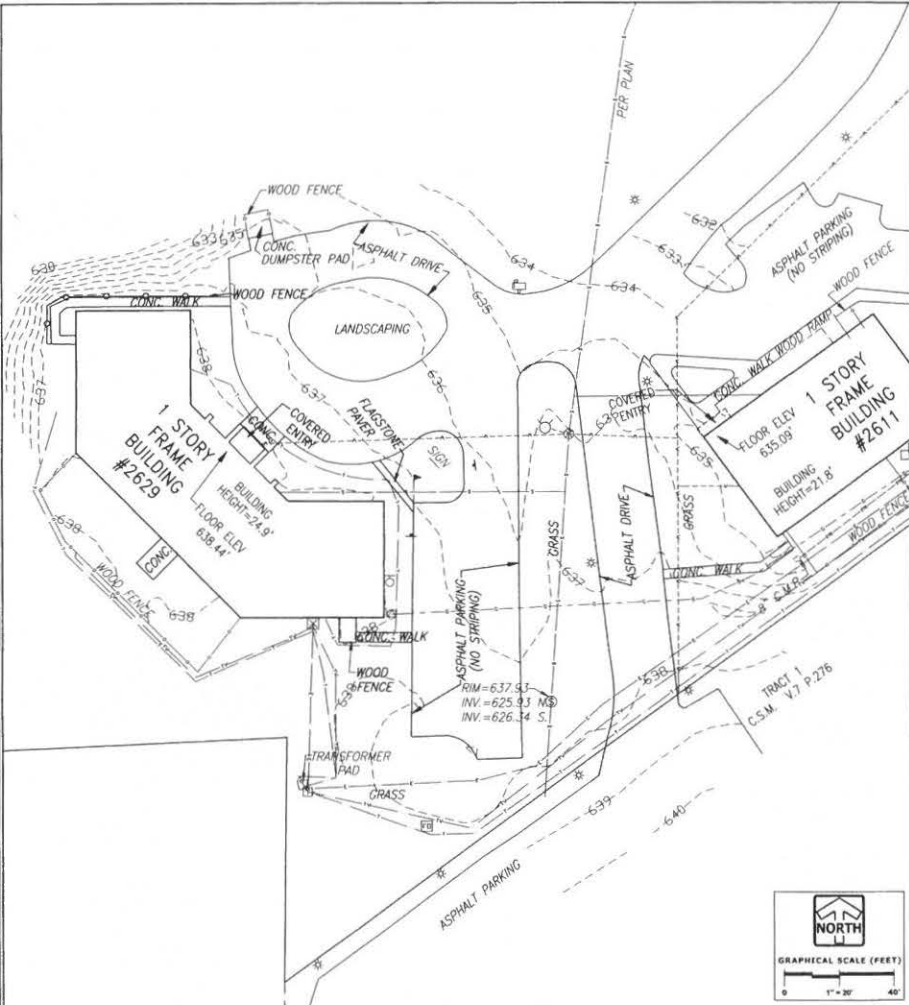 PER PLAN
WOOD FENCE
CONC.
DUMPSTER PAD
ASPHALT DRIVE
633
635
630
632
633
634
634
ASPHALT PARKING
(NO STRIPING)
WOOD FENCE
WOOD FENCE
CONC. WALK
LANDSCAPING
635
636
637
638
637
CONC. WALK
WOOD RAMP
1 STORY
FRAME
BUILDING
#2611
FLOOR ELEV
635.09'
BUILDING
HEIGHT=21.8'
COVERED
ENTRY
635
WOOD FENCE
1 STORY
FRAME
BUILDING
#2629
CONC.
COVERED
ENTRY
FLAGSTONE
PAVER
SIGN
BUILDING
HEIGHT=24.9'
FLOOR ELEV
638.44'
GRASS
ASPHALT DRIVE
GRASS
637
CONC. WALK
8" C.M.P.
638
CONC.
WOOD FENCE
638
638
CONC. WALK
WOOD
FENCE
ASPHALT PARKING
(NO STRIPING)
RIM=637.93
INV.=625.93
INV.=626.34 S.
638
TRACT 1
C.S.M. V.7 P.276
TRANSFORMER
PAD
GRASS
639
640
ASPHALT PARKING
NORTH
GRAPHICAL SCALE (FEET)
0 1" = 20' 40'